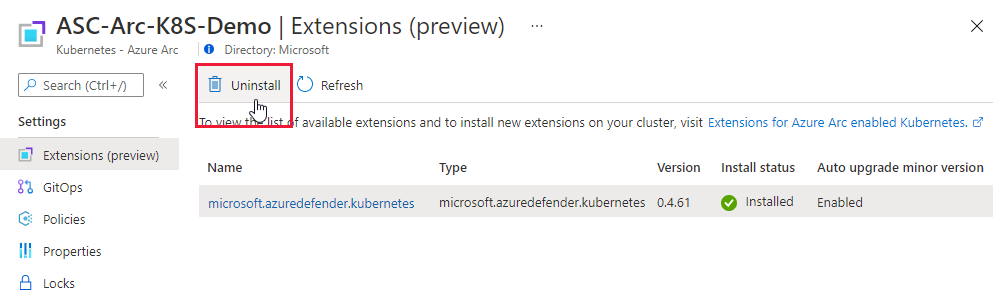 ASC-Arc-K8S-Demo | Extensions (preview) ...
Kubernetes - Azure Arc Directory: Microsoft
Search (Ctrl+/) « Uninstall Refresh
To view the list of available extensions and to install new extensions on your cluster, visit Extensions for Azure Arc enabled Kubernetes.
Settings
Extensions (preview)
GitOps
Policies
Properties
Locks
Name Type Version Install status Auto upgrade minor version
microsoft.azuredefender.kubernetes microsoft.azuredefender.kubernetes 0.4.61 Installed Enabled